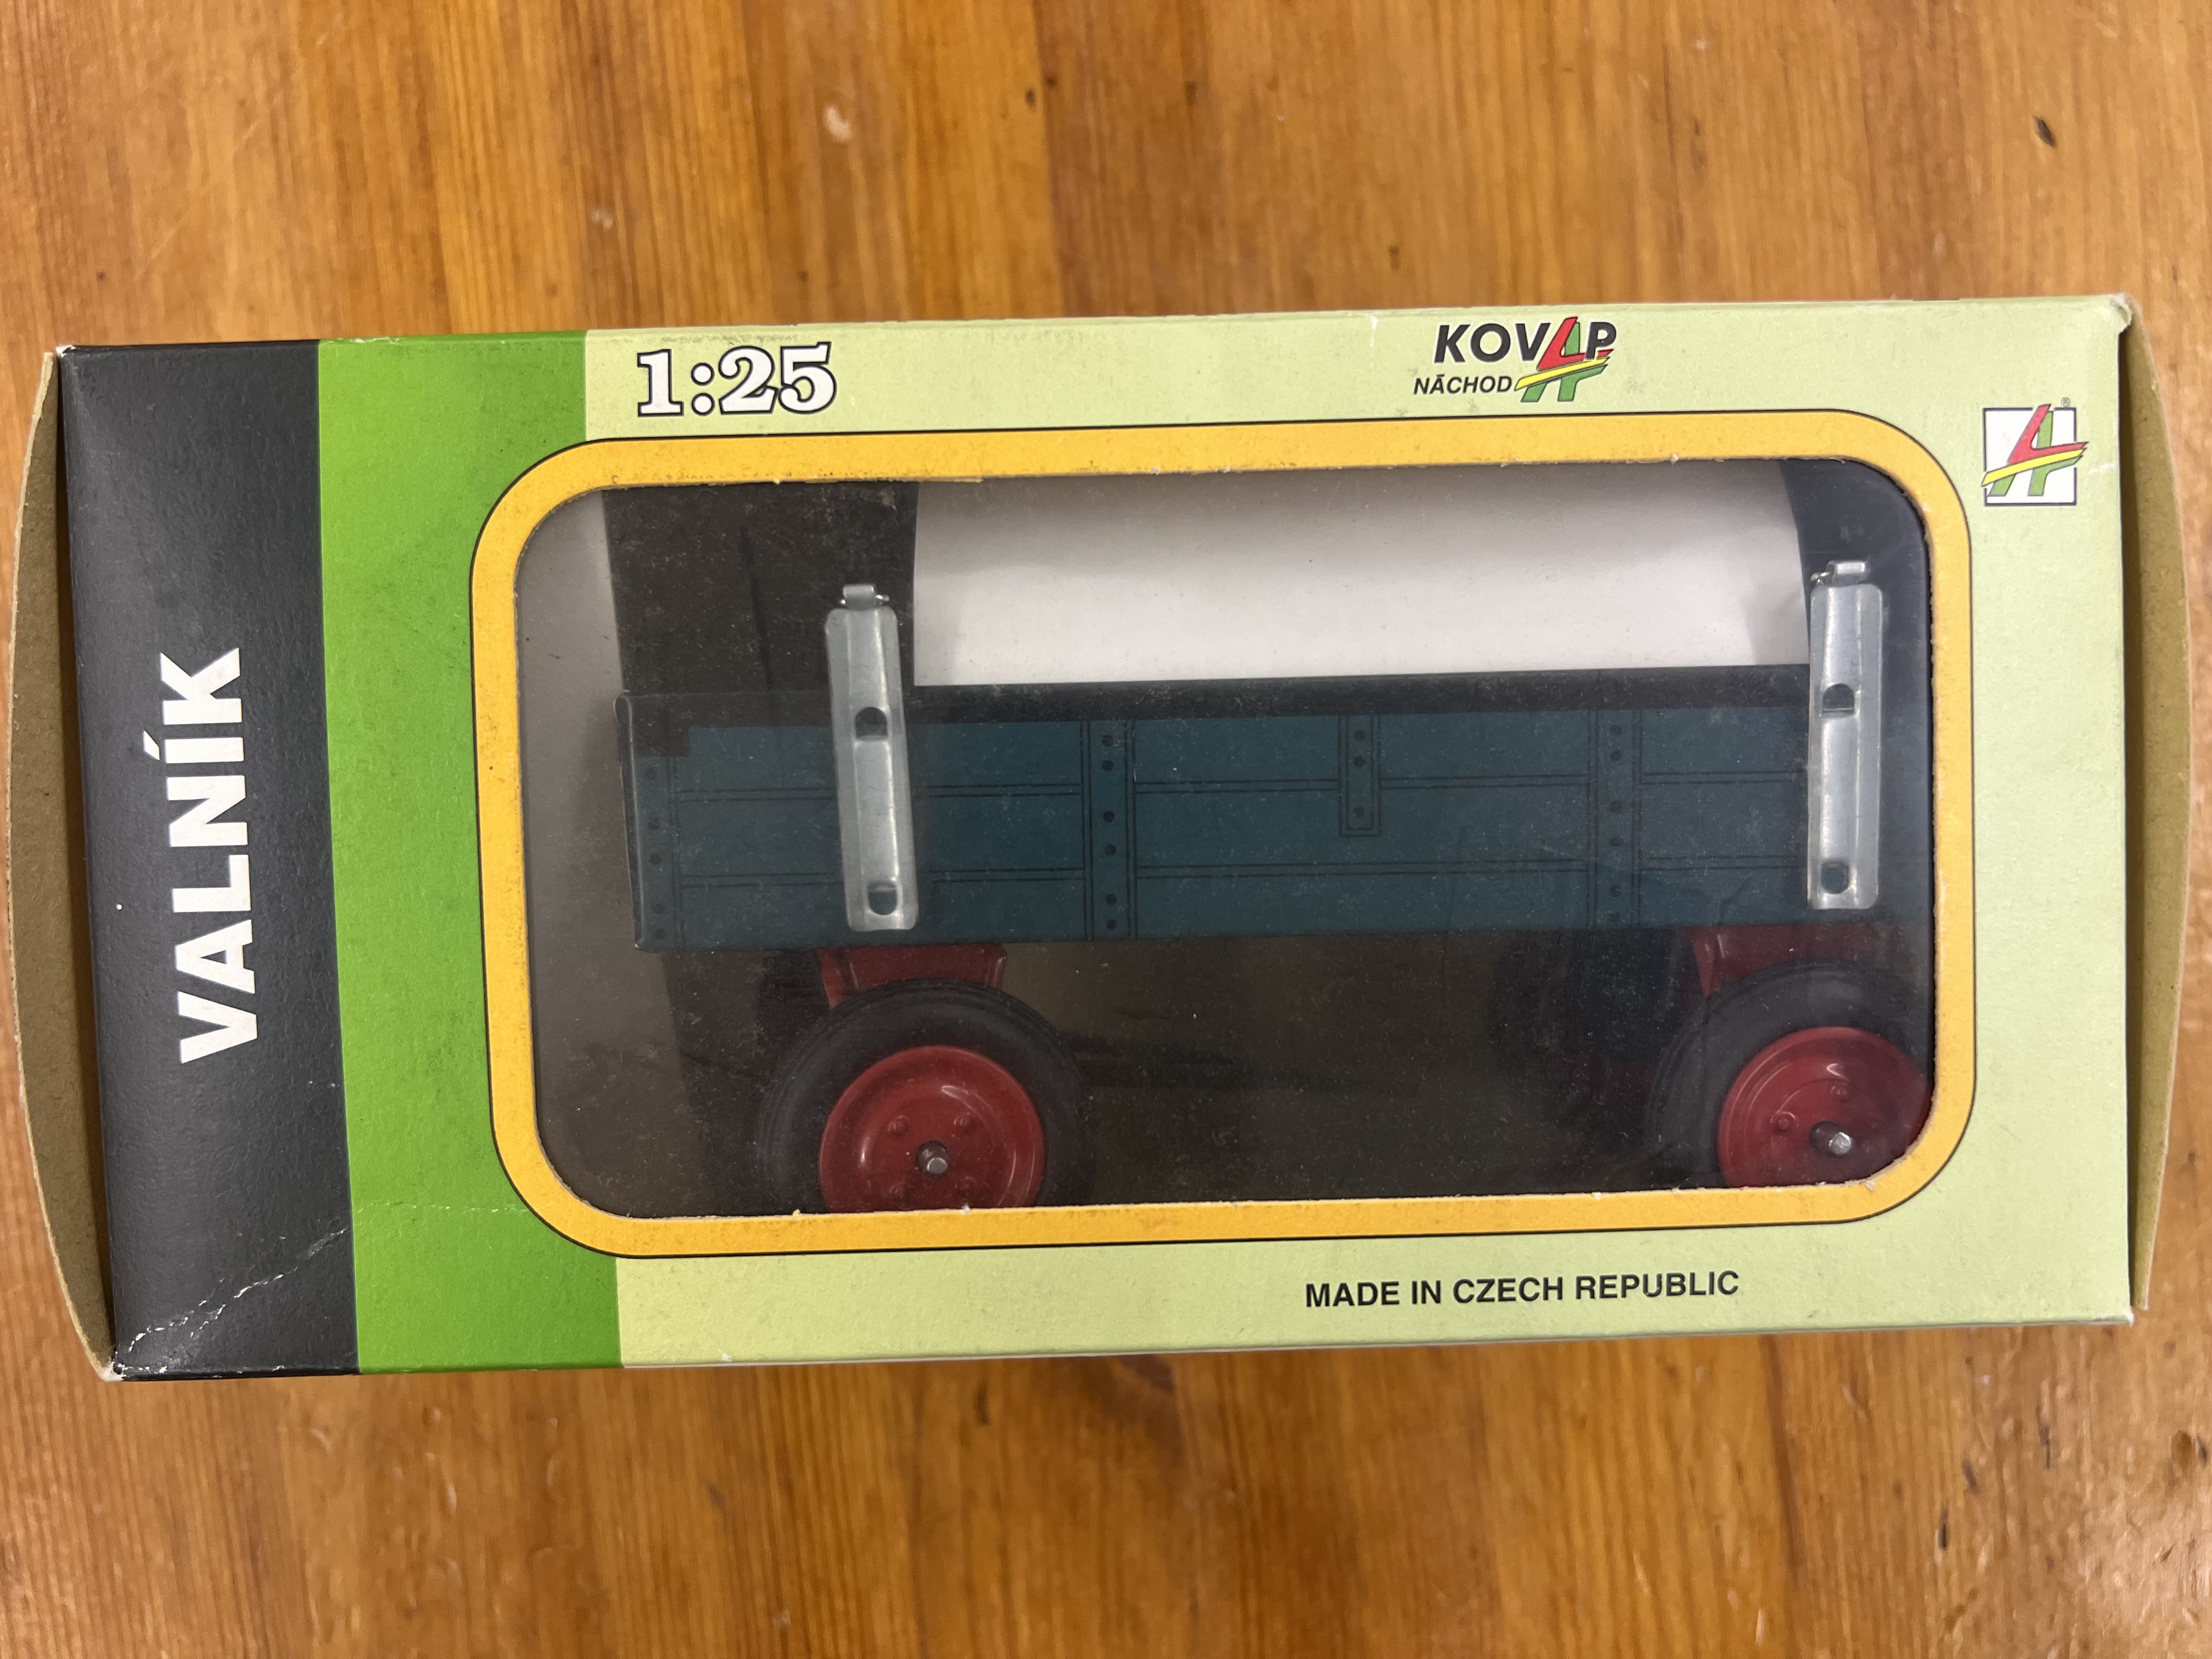 1:25
KOVAP
NÁCHOD
®
VALNÍK
MADE IN CZECH REPUBLIC